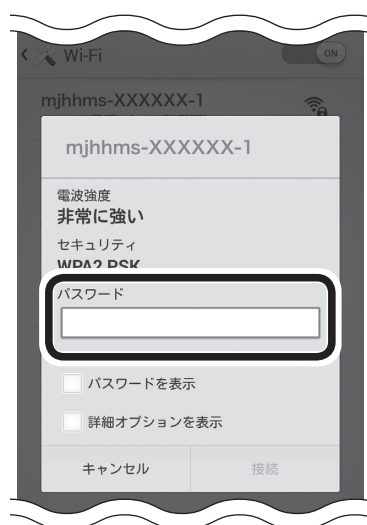 Wi-Fi
ON
mjhhms-XXXXXX-1
mjhhms-XXXXXX-1
電波強度
非常に強い
セキュリティ
WPA2 PSK
パスワード
パスワードを表示
詳細オプションを表示
キャンセル
接続